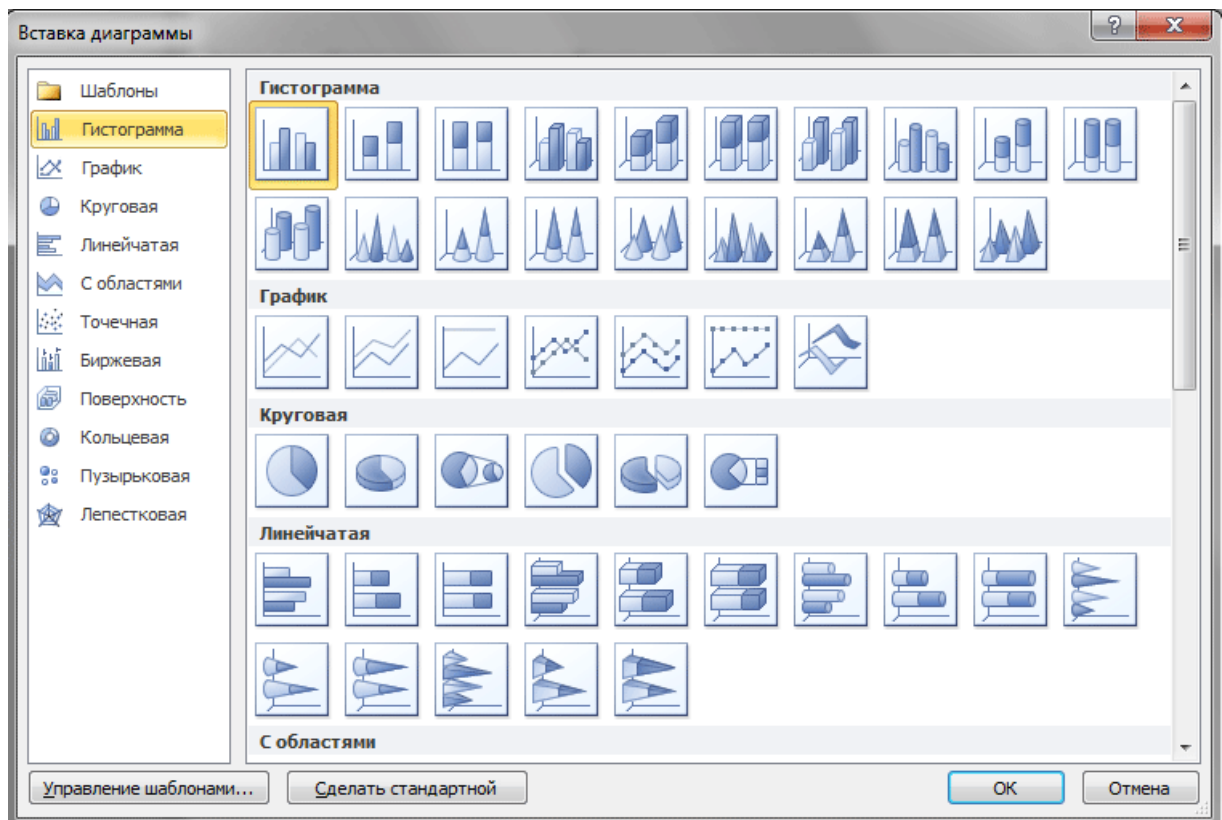 Вставка диаграммы
Шаблоны
Гистограмма
График
Круговая
Линейчатая
С областями
Точечная
Биржевая
Поверхность
Кольцевая
Пузырьковая
Лепестковая
Гистограмма
График
Круговая
Линейчатая
С областями
Управление шаблонами...
Сделать стандартной
ОК
Отмена